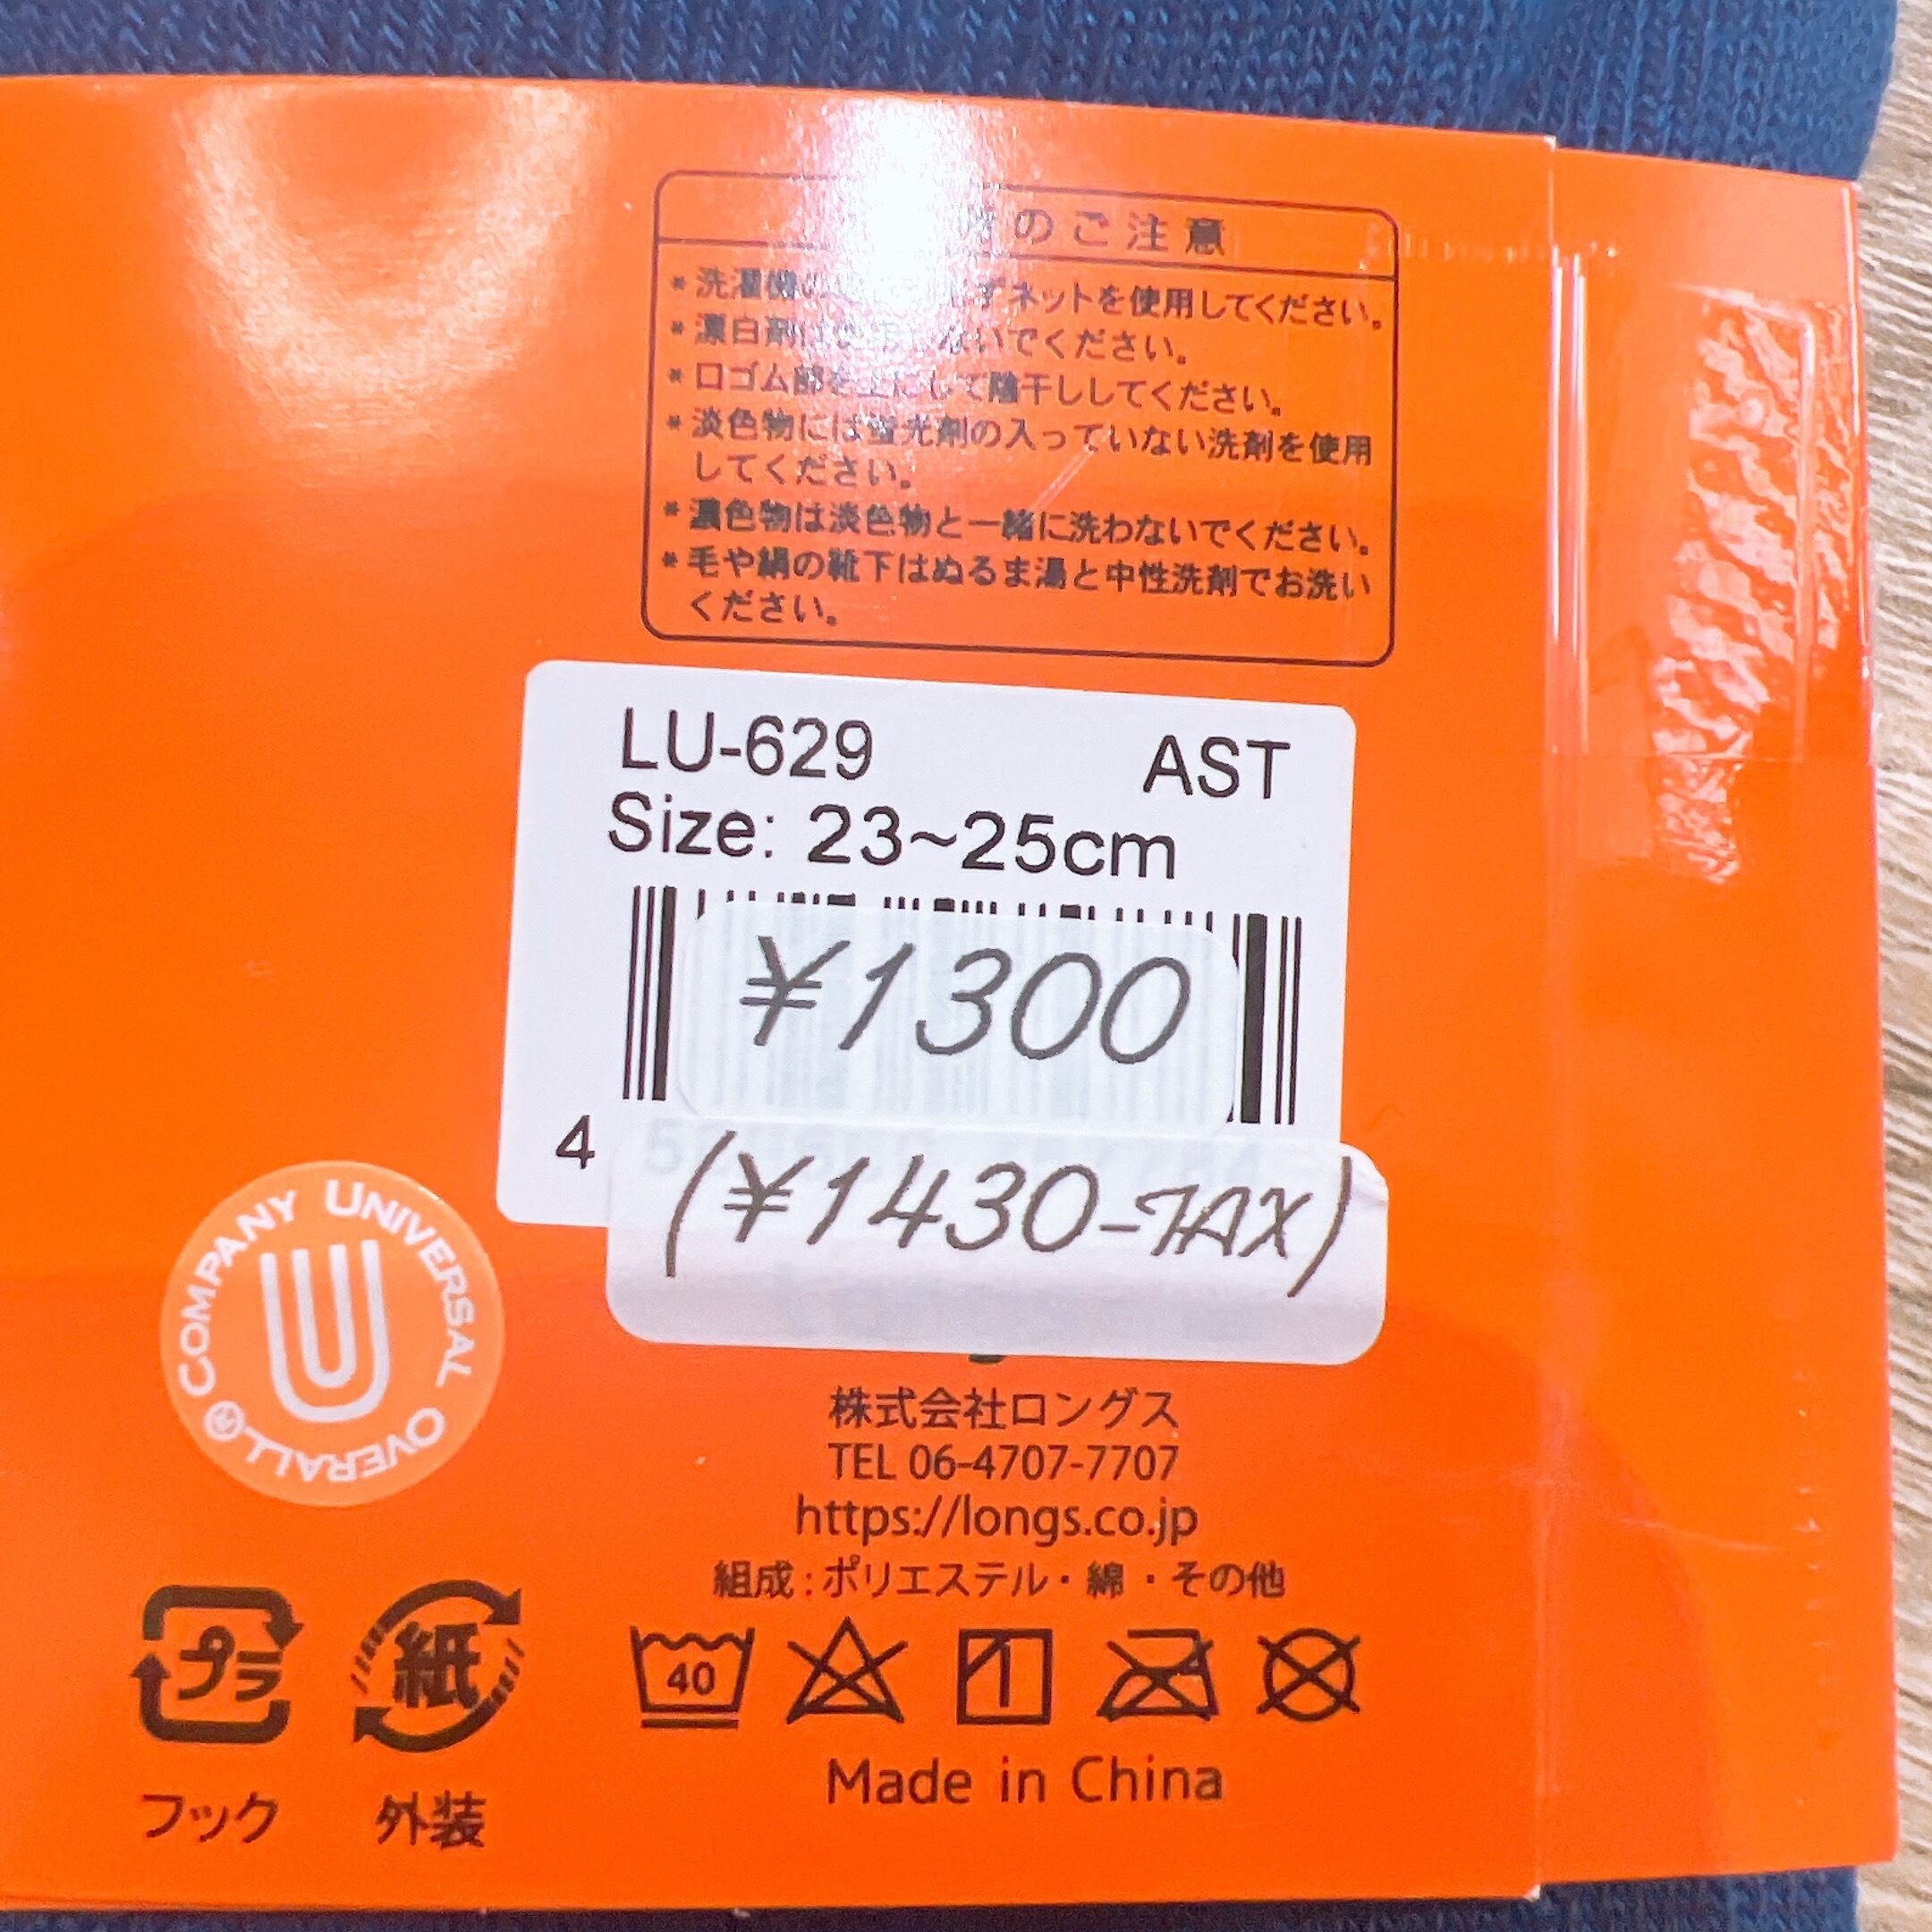 のご注意
*洗濯機の ずネットを使用してください。
*漂白剤は使用しないでください。
*口ゴム部を上にして陰干ししてください。
*淡色物には蛍光剤の入っていない洗剤を使用
してください。
*濃色物は淡色物と一緒に洗わないでください。
*毛や絹の靴下はぬるま湯と中性洗剤でお洗い
ください。
LU-629 AST
Size: 23~25cm
¥1300
4
(¥1430-TAX)
UNIVERSAL OVERALL® COMPANY
U
株式会社ロングス
TEL 06-4707-7707
https://longs.co.jp
組成:ポリエステル・綿・その他
プラ 紙 40
フック 外装
Made in China